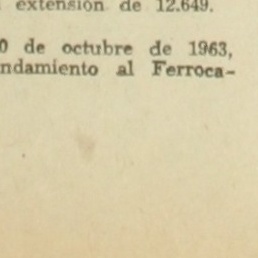 extensión de 12.649.
0 de octubre de 1963,
ndamiento al Ferroca-